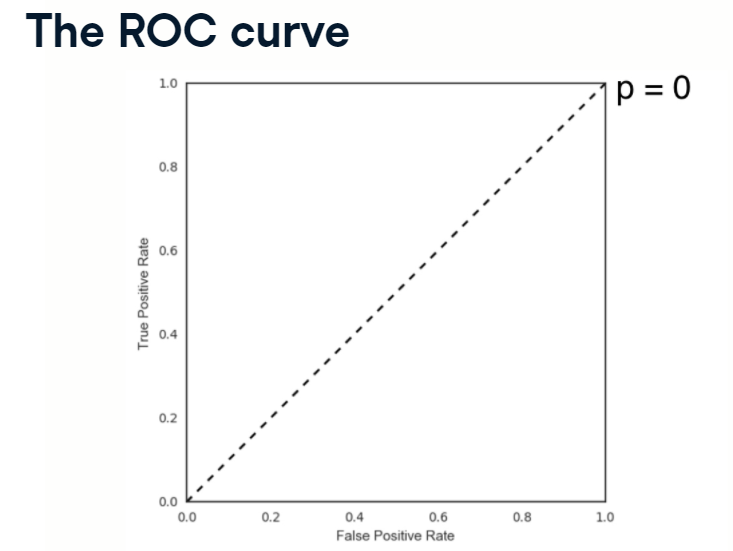 The ROC curve
p = 0
1.0
0.8
0.6
0.4
0.2
0.0
True Positive Rate
0.0 0.2 0.4 0.6 0.8 1.0
False Positive Rate